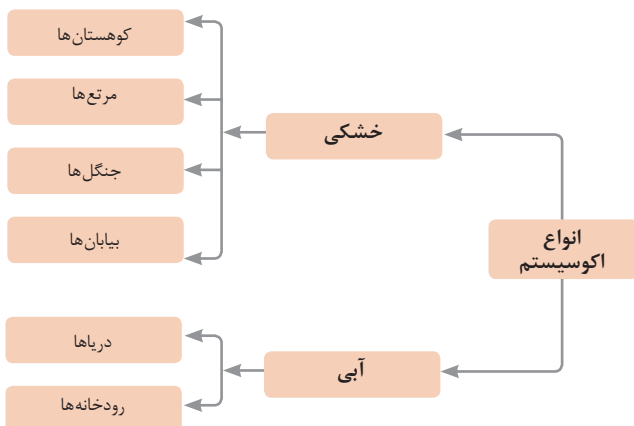 انواع
اکوسیستم
خشکی
کوهستان‌ها
مرتع‌ها
جنگل‌ها
بیابان‌ها
آبی
دریاها
رودخانه‌ها